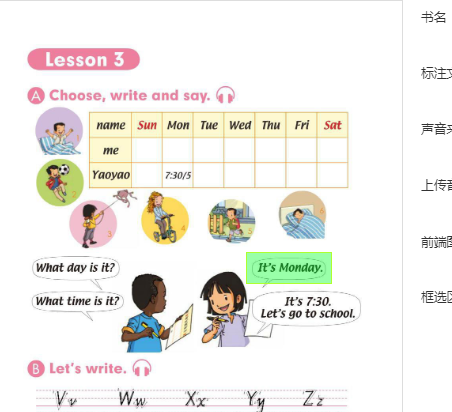 Lesson 3
书名
A Choose, write and say.
标注
name Sun Mon Tue Wed Thu Fri Sat
me
声音
Yaoyao 7:30/5
上传
2
3
4
5
6
前端
What day is it?
It's Monday.
What time is it?
It's 7:30.
Let's go to school.
框选
B Let's write.
Vv Ww Xx Yy Zz